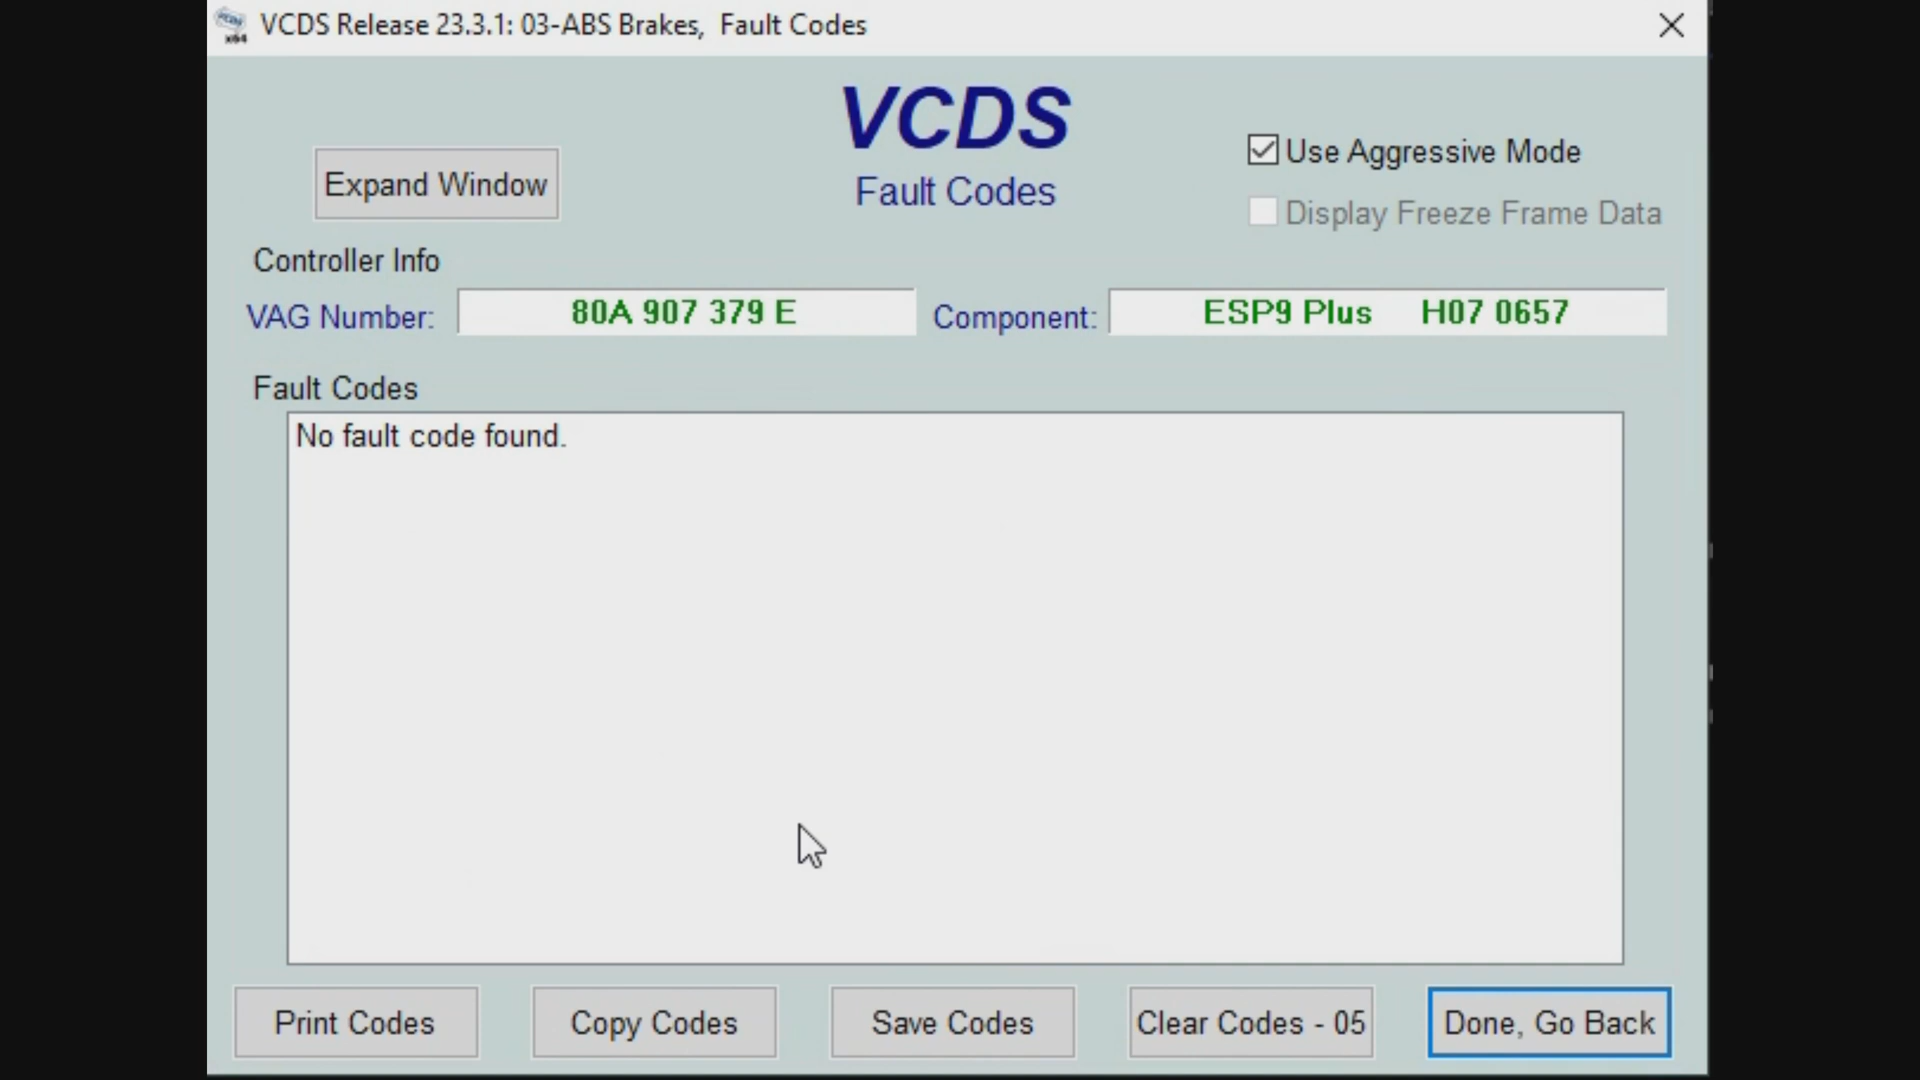 VCDS Release 23.3.1: 03-ABS Brakes,  Fault Codes
VCDS
Fault Codes
Expand Window
Use Aggressive Mode
Display Freeze Frame Data
Controller Info
VAG Number: 80A 907 379 E Component: ESP9 Plus H07 0657
Fault Codes
No fault code found.
Print Codes Copy Codes Save Codes Clear Codes - 05 Done, Go Back